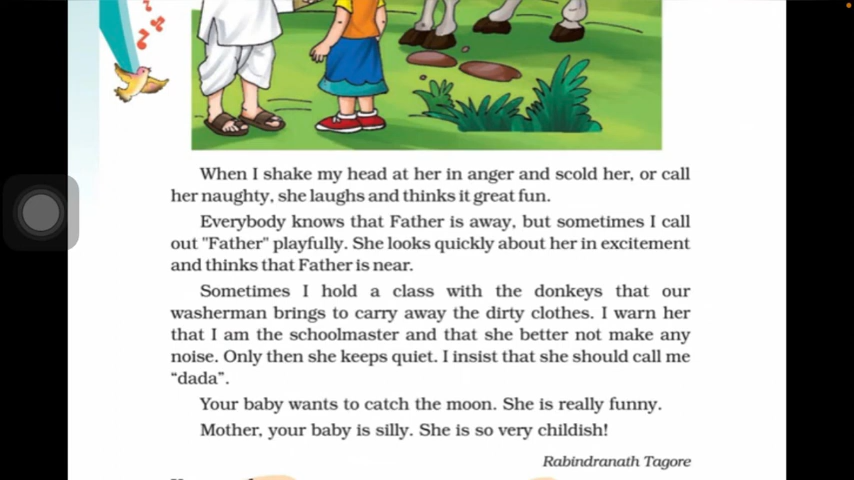 When I shake my head at her in anger and scold her, or call
her naughty, she laughs and thinks it great fun.
Everybody knows that Father is away, but sometimes I call
out "Father" playfully. She looks quickly about her in excitement
and thinks that Father is near.
Sometimes I hold a class with the donkeys that our
washerman brings to carry away the dirty clothes. I warn her
that I am the schoolmaster and that she better not make any
noise. Only then she keeps quiet. I insist that she should call me
“dada”.
Your baby wants to catch the moon. She is really funny.
Mother, your baby is silly. She is so very childish!
Rabindranath Tagore